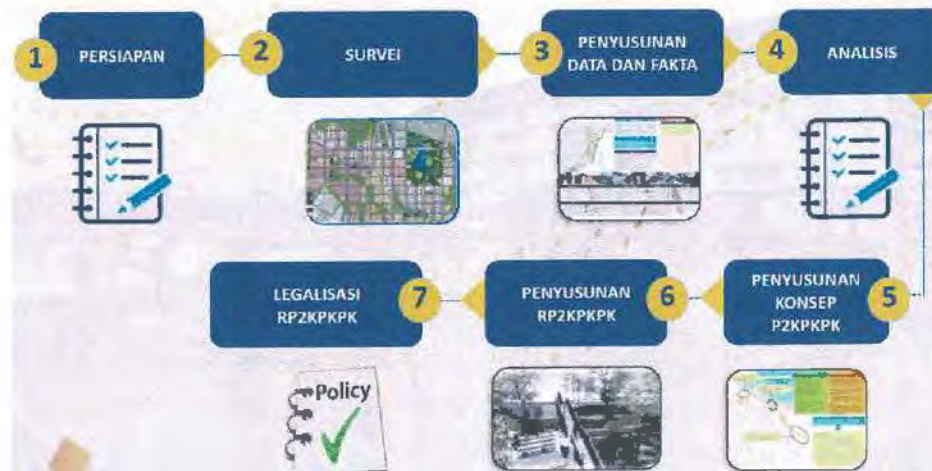 1
PERSIAPAN
2
SURVEI
3
PENYUSUNAN
DATA DAN FAKTA
4
ANALISIS
PENYUSUNAN
KONSEP
P2KPKPK
5
PENYUSUNAN
RP2KPKPK
6
LEGALISASI
RP2KPKPK
7
Policy